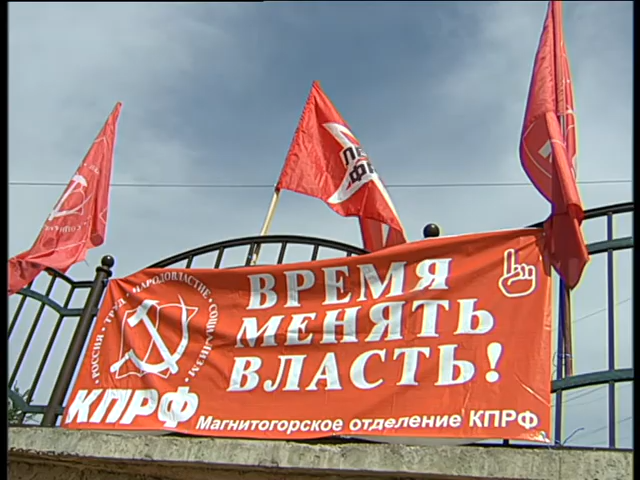 ВРЕМЯ
МЕНЯТЬ
ВЛАСТЬ!
РОССИЯ · ТРУД · НАРОДОВЛАСТИЕ · СОЦИАЛИЗМ
КПРФ
Магнитогорское отделение КПРФ